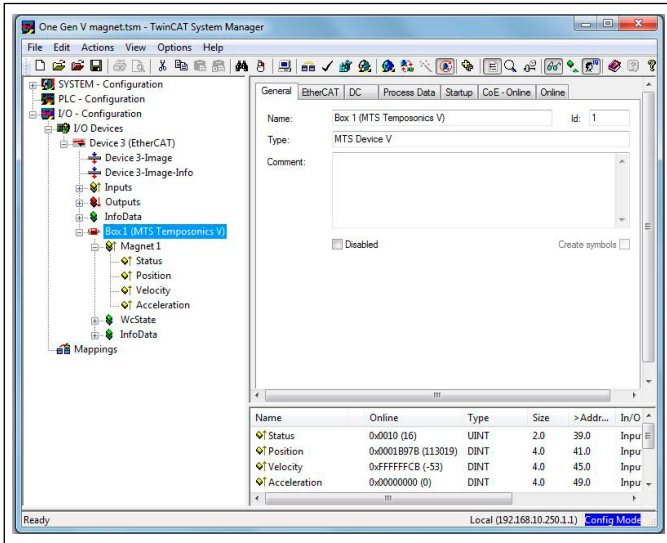 One Gen V magnet.tsm - TwinCAT System Manager
File Edit Actions View Options Help
SYSTEM - Configuration
PLC - Configuration
I/O - Configuration
I/O Devices
Device 3 (EtherCAT)
Device 3-Image
Device 3-Image-Info
Inputs
Outputs
InfoData
Box 1 (MTS Temposonics V)
Magnet 1
Status
Position
Velocity
Acceleration
WcState
InfoData
Mappings
General EtherCAT DC Process Data Startup CoE - Online Online
Name: Box 1 (MTS Temposonics V) Id: 1
Type: MTS Device V
Comment:
Disabled Create symbols
Name Online Type Size >Addr... In/O
Status 0x0010 (16) UINT 2.0 39.0 Input
Position 0x0001B97B (113019) DINT 4.0 41.0 Input
Velocity 0xFFFFFFCB (-53) DINT 4.0 45.0 Input
Acceleration 0x00000000 (0) DINT 4.0 49.0 Input
Ready Local (192.168.10.250.1.1) Config Mode